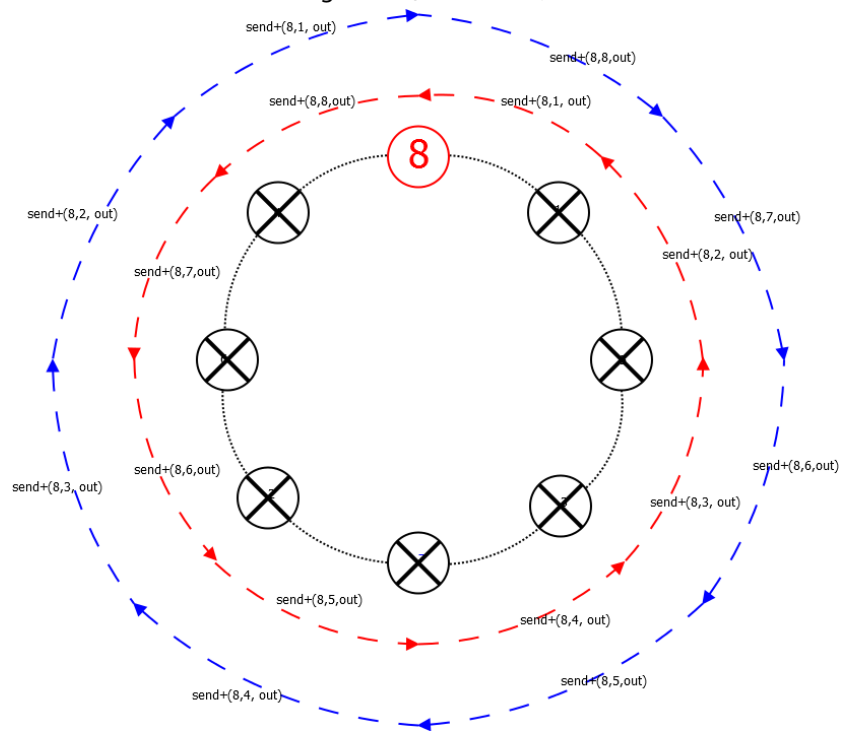 send+(8,1, out)
send+(8,8,out)
send+(8,8,out)
send+(8,1, out)
8
send+(8,2, out)
send+(8,7,out)
send+(8,2, out)
send+(8,7,out)
send+(8,6,out)
send+(8,6,out)
send+(8,3, out)
send+(8,3, out)
send+(8,5,out)
send+(8,4, out)
send+(8,5,out)
send+(8,4, out)